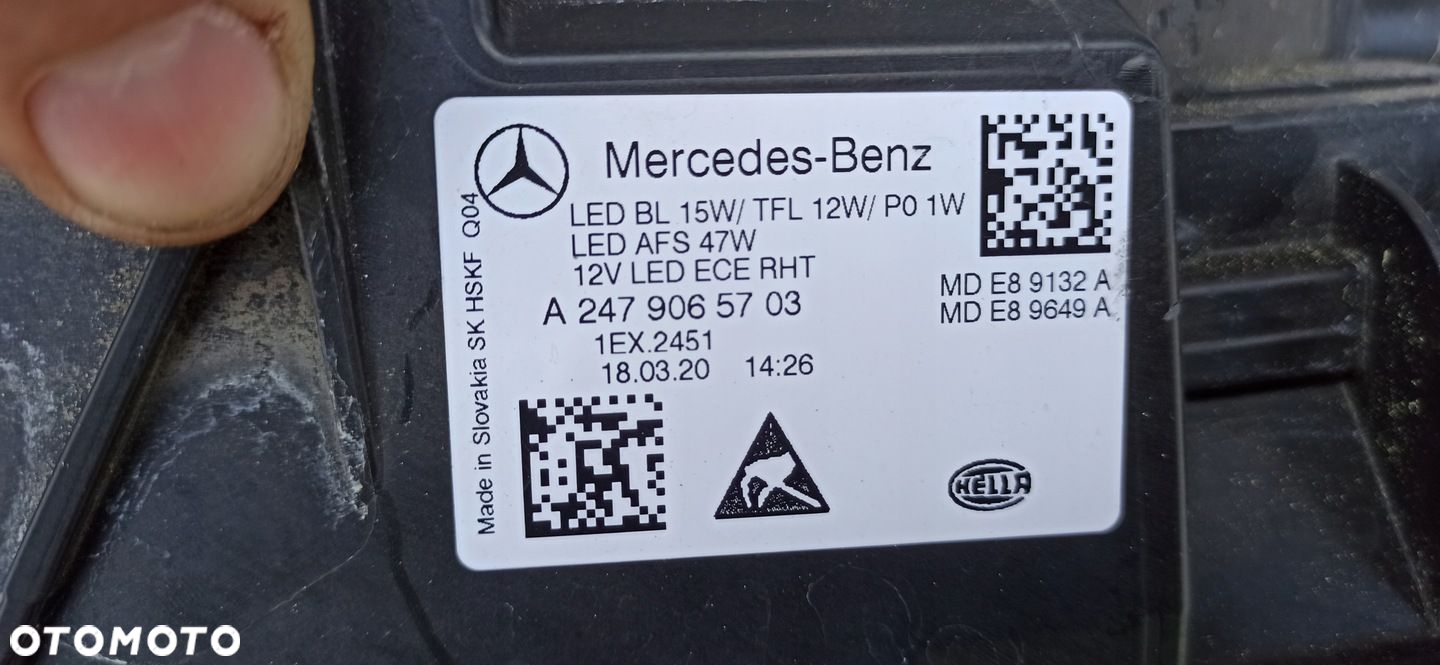 Mercedes-Benz
LED BL 15W/ TFL 12W/ P0 1W
LED AFS 47W
12V LED ECE RHT
A 247 906 57 03
1EX.2451
18.03.20 14:26
MD E8 9132 A
MD E8 9649 A
Made in Slovakia SK HSKF Q04
HELLA
OTOMOTO